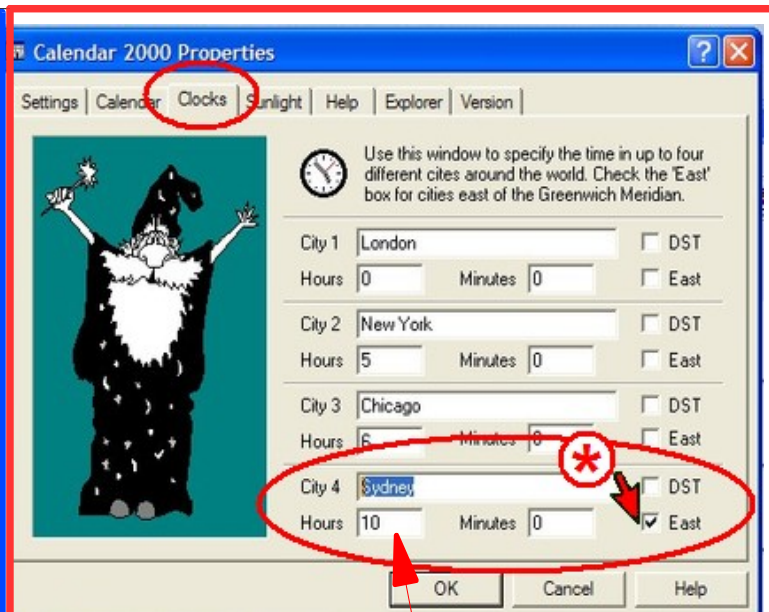 Calendar 2000 Properties
Settings Calendar Clocks Sunlight Help Explorer Version
Use this window to specify the time in up to four
different cites around the world. Check the 'East'
box for cities east of the Greenwich Meridian.
City 1 London DST
Hours 0 Minutes 0 East
City 2 New York DST
Hours 5 Minutes 0 East
City 3 Chicago DST
Hours 6 Minutes 0 East
*
City 4 Sydney DST
Hours 10 Minutes 0 East
OK Cancel Help